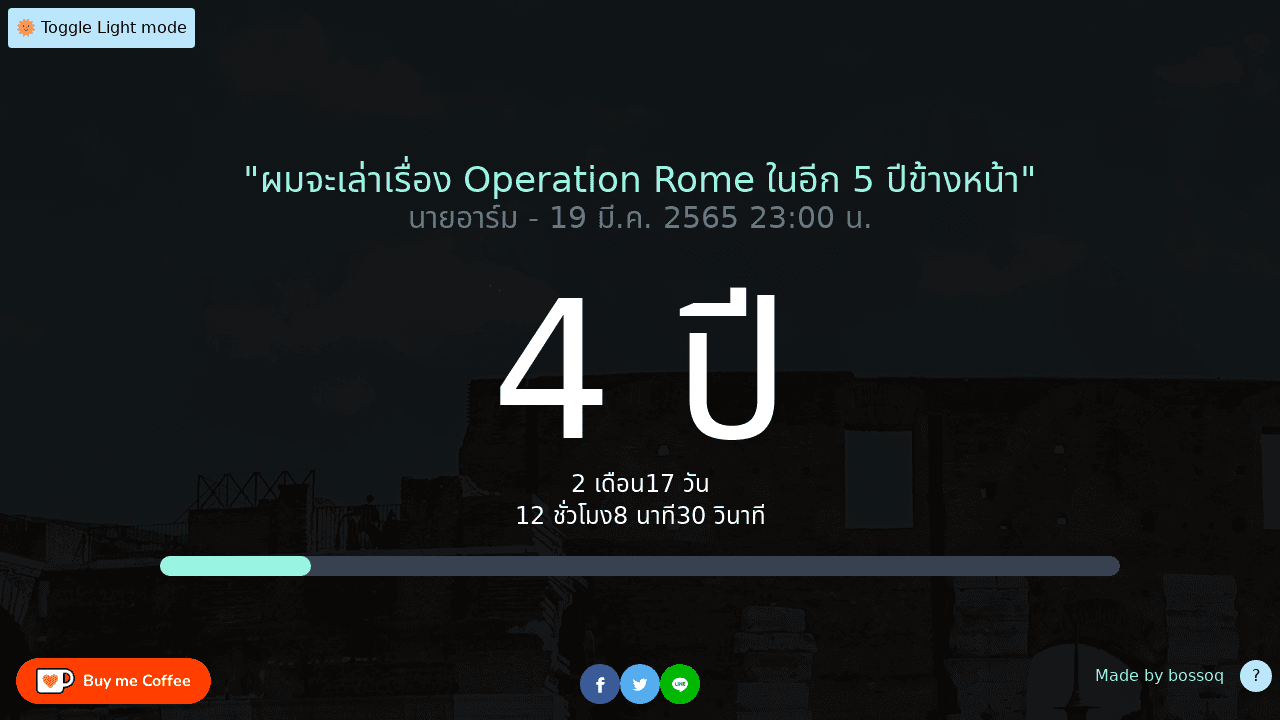 🌞 Toggle Light mode
"ผมจะเล่าเรื่อง Operation Rome ในอีก 5 ปีข้างหน้า"
นายอาร์ม - 19 มี.ค. 2565 23:00 น.
4 ปี
2 เดือน17 วัน
12 ชั่วโมง8 นาที30 วินาที
Buy me Coffee
LINE
Made by bossoq
?